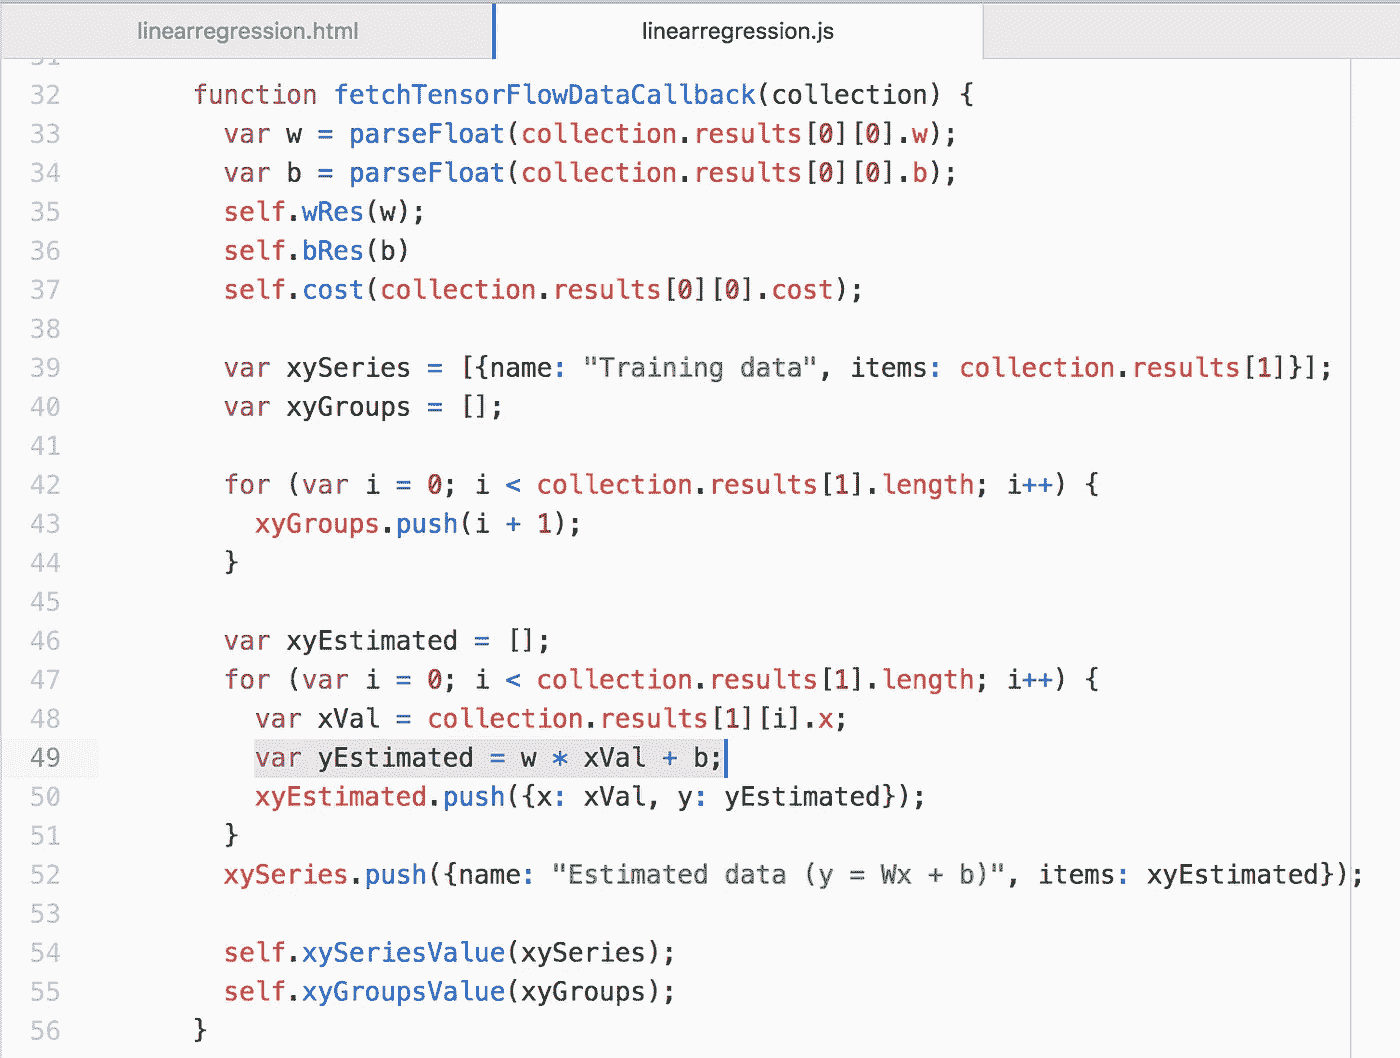 linearregression.html
linearregression.js
31
32 function fetchTensorFlowDataCallback(collection) {
33 var w = parseFloat(collection.results[0][0].w);
34 var b = parseFloat(collection.results[0][0].b);
35 self.wRes(w);
36 self.bRes(b)
37 self.cost(collection.results[0][0].cost);
38
39 var xySeries = [{name: "Training data", items: collection.results[1]}];
40 var xyGroups = [];
41
42 for (var i = 0; i < collection.results[1].length; i++) {
43 xyGroups.push(i + 1);
44 }
45
46 var xyEstimated = [];
47 for (var i = 0; i < collection.results[1].length; i++) {
48 var xVal = collection.results[1][i].x;
49 var yEstimated = w * xVal + b;
50 xyEstimated.push({x: xVal, y: yEstimated});
51 }
52 xySeries.push({name: "Estimated data (y = Wx + b)", items: xyEstimated});
53
54 self.xySeriesValue(xySeries);
55 self.xyGroupsValue(xyGroups);
56 }